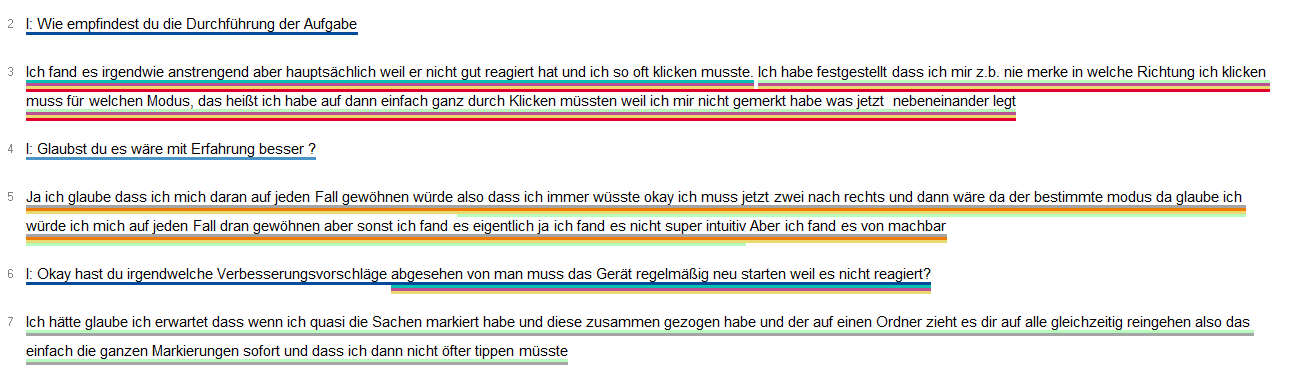 2 I: Wie empfindest du die Durchführung der Aufgabe
3 Ich fand es irgendwie anstrengend aber hauptsächlich weil er nicht gut reagiert hat und ich so oft klicken musste. Ich habe festgestellt dass ich mir z.b. nie merke in welche Richtung ich klicken
muss für welchen Modus, das heißt ich habe auf dann einfach ganz durch Klicken müssten weil ich mir nicht gemerkt habe was jetzt nebeneinander legt
4 I: Glaubst du es wäre mit Erfahrung besser ?
5 Ja ich glaube dass ich mich daran auf jeden Fall gewöhnen würde also dass ich immer wüsste okay ich muss jetzt zwei nach rechts und dann wäre da der bestimmte modus da glaube ich
würde ich mich auf jeden Fall dran gewöhnen aber sonst ich fand es eigentlich ja ich fand es nicht super intuitiv Aber ich fand es von machbar
6 I: Okay hast du irgendwelche Verbesserungsvorschläge abgesehen von man muss das Gerät regelmäßig neu starten weil es nicht reagiert?
7 Ich hätte glaube ich erwartet dass wenn ich quasi die Sachen markiert habe und diese zusammen gezogen habe und der auf einen Ordner zieht es dir auf alle gleichzeitig reingehen also das
einfach die ganzen Markierungen sofort und dass ich dann nicht öfter tippen müsste